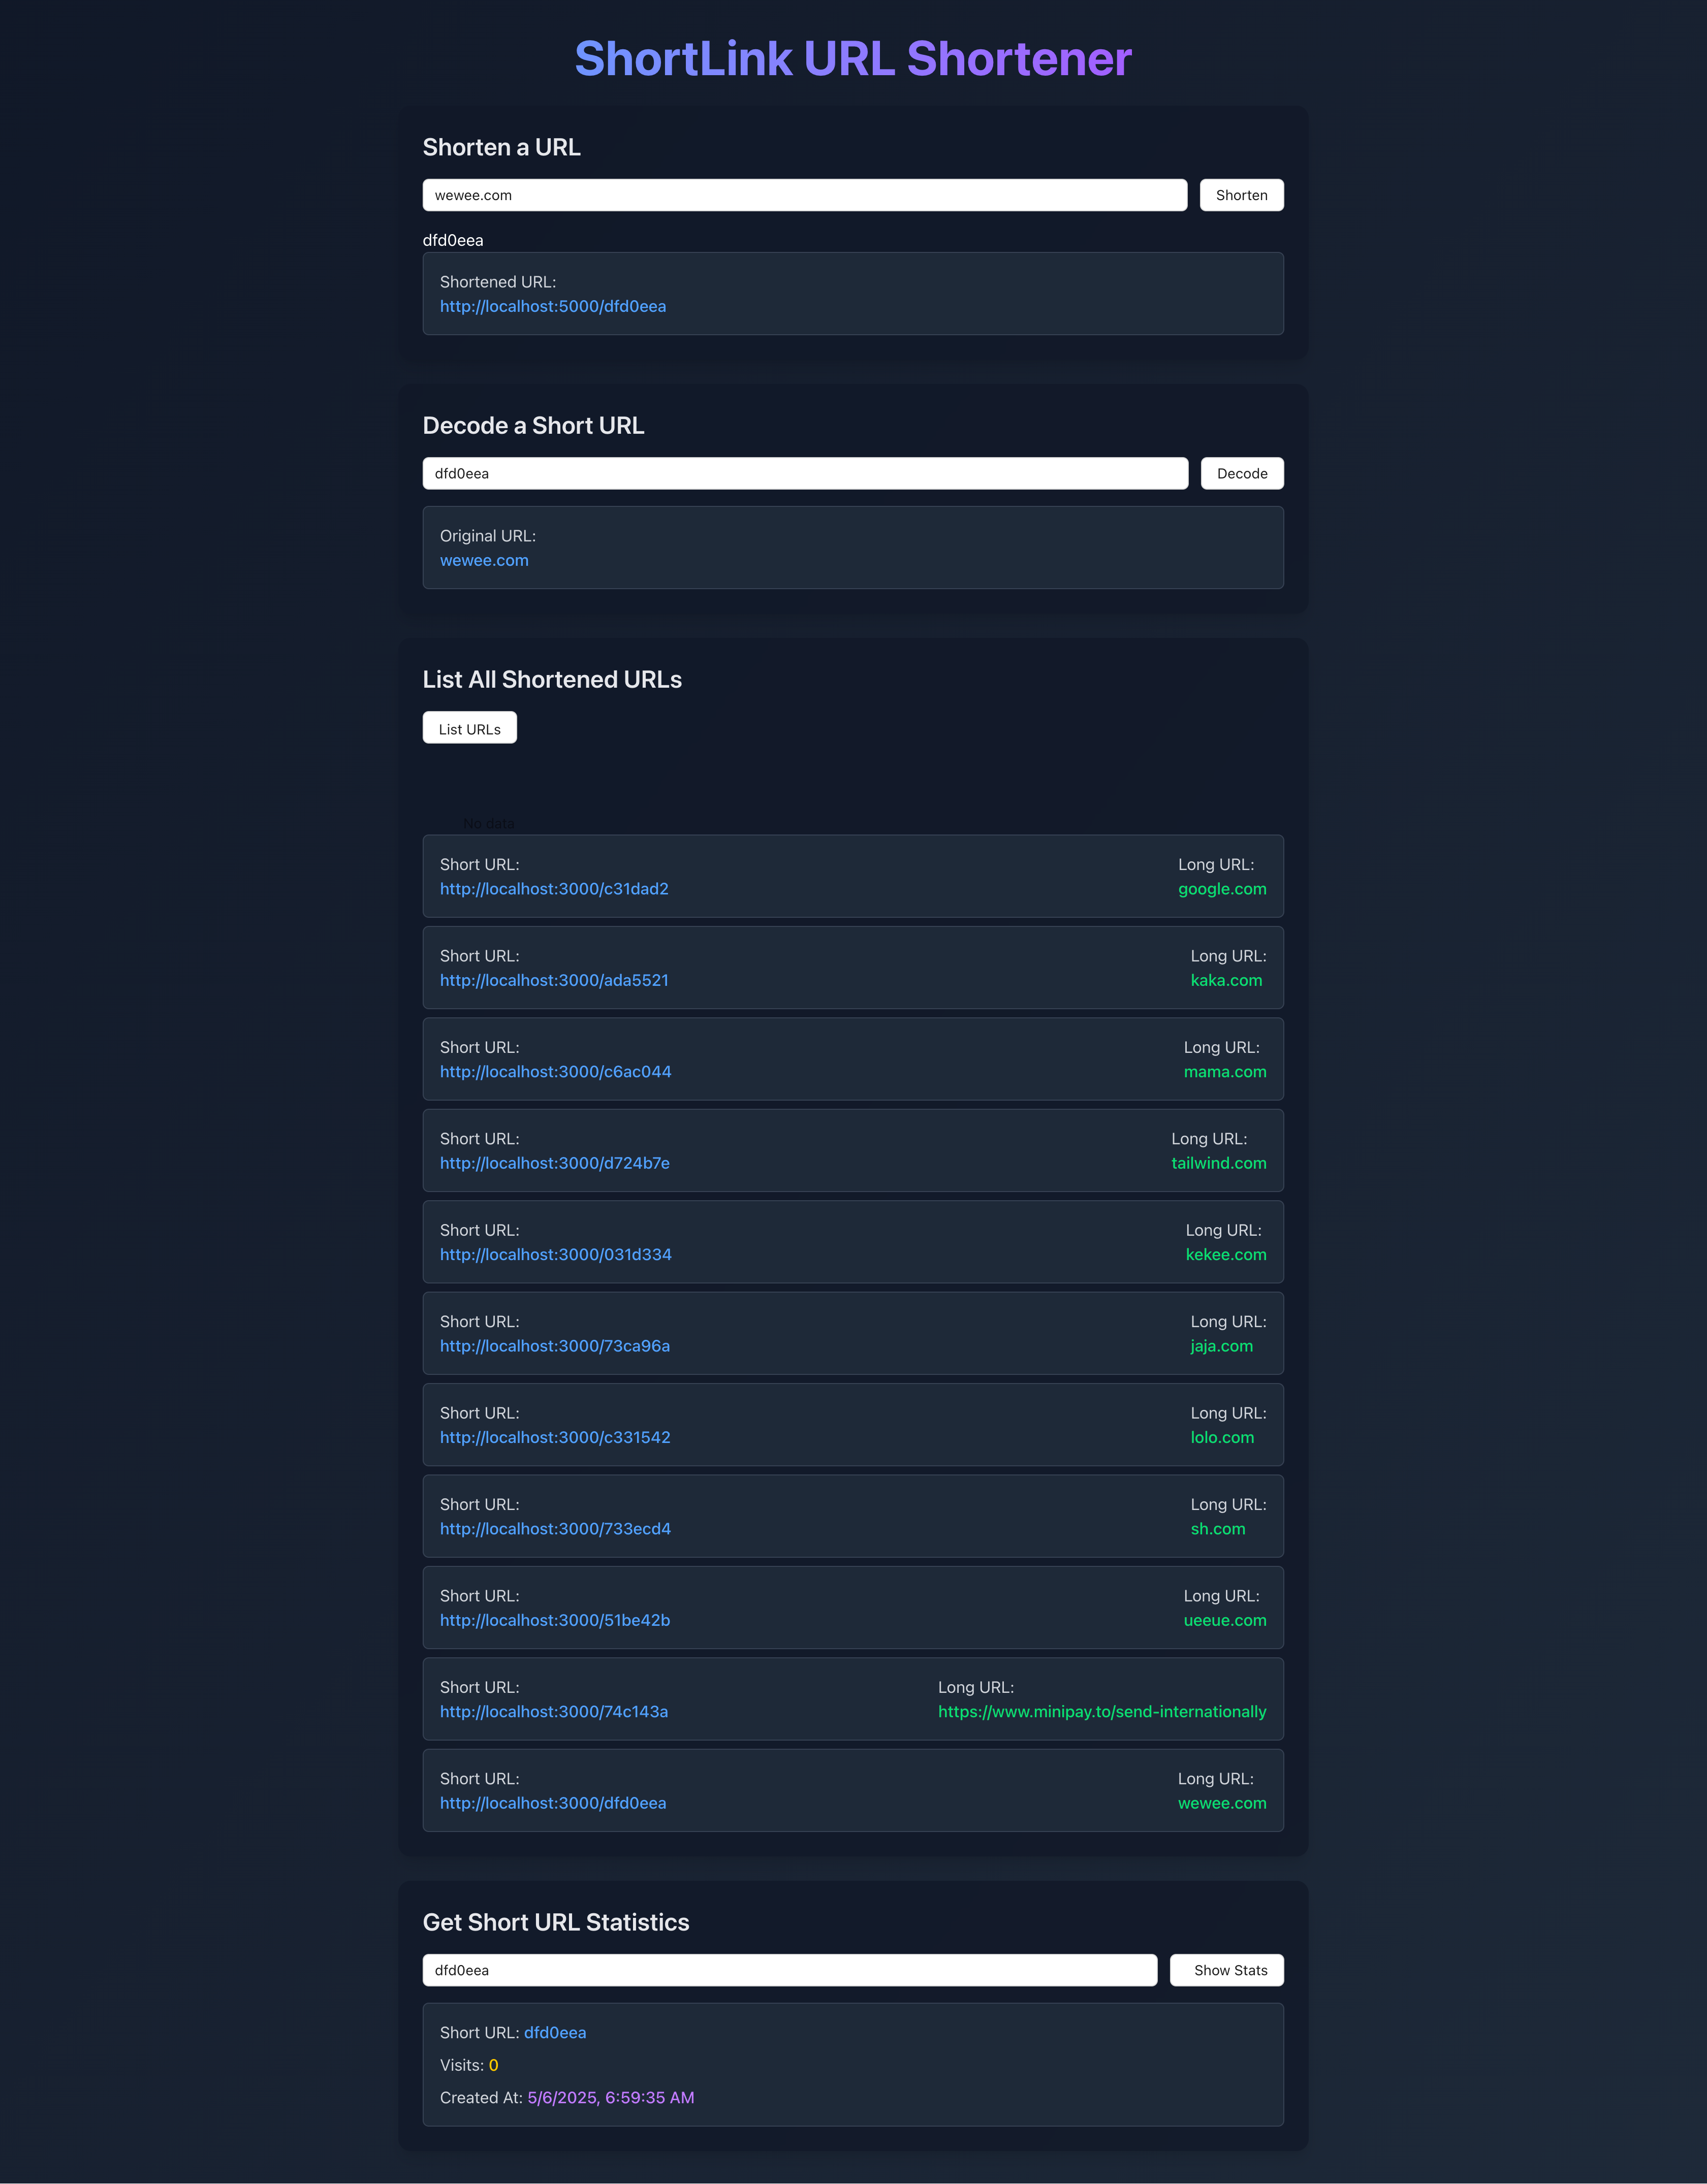 ShortLink URL Shortener
Shorten a URL
wewee.com
Shorten
dfd0eea
Shortened URL:
http://localhost:5000/dfd0eea
Decode a Short URL
dfd0eea
Decode
Original URL:
wewee.com
List All Shortened URLs
List URLs
No data
Short URL:
http://localhost:3000/c31dad2
Long URL:
google.com
Short URL:
http://localhost:3000/ada5521
Long URL:
kaka.com
Short URL:
http://localhost:3000/c6ac044
Long URL:
mama.com
Short URL:
http://localhost:3000/d724b7e
Long URL:
tailwind.com
Short URL:
http://localhost:3000/031d334
Long URL:
kekee.com
Short URL:
http://localhost:3000/73ca96a
Long URL:
jaja.com
Short URL:
http://localhost:3000/c331542
Long URL:
lolo.com
Short URL:
http://localhost:3000/733ecd4
Long URL:
sh.com
Short URL:
http://localhost:3000/51be42b
Long URL:
ueeue.com
Short URL:
http://localhost:3000/74c143a
Long URL:
https://www.minipay.to/send-internationally
Short URL:
http://localhost:3000/dfd0eea
Long URL:
wewee.com
Get Short URL Statistics
dfd0eea
Show Stats
Short URL: dfd0eea
Visits: 0
Created At: 5/6/2025, 6:59:35 AM